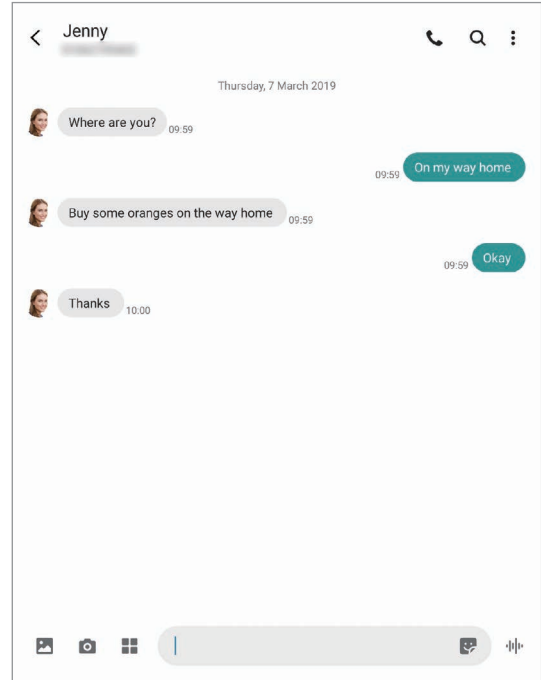 Jenny
Thursday, 7 March 2019
Where are you? 09:59
09:59 On my way home
Buy some oranges on the way home 09:59
09:59 Okay
Thanks 10:00